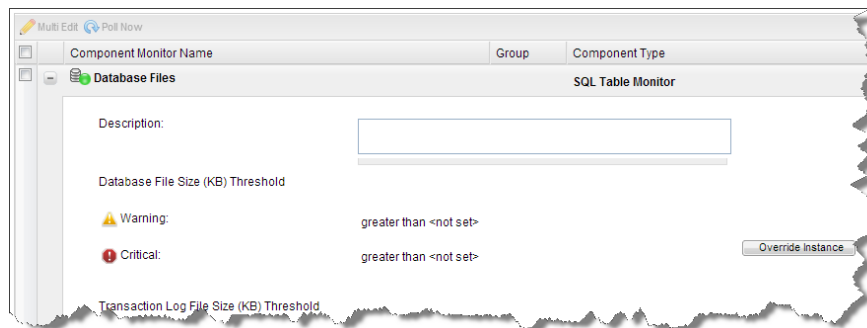 Multi Edit Poll Now
Component Monitor Name Group Component Type
Database Files SQL Table Monitor
Description:
Database File Size (KB) Threshold
Warning: greater than <not set>
Critical: greater than <not set> Override Instance
Transaction Log File Size (KB) Threshold